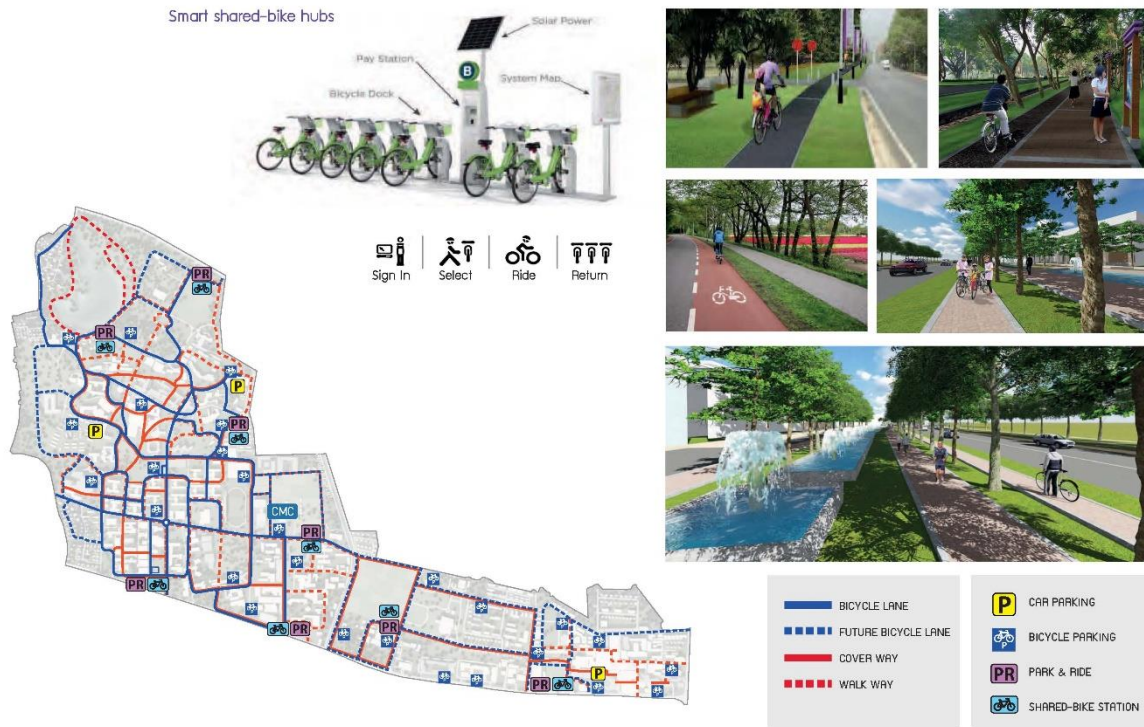 Smart shared-bike hubs
Solar Power
Pay Station
System Map
Bicycle Dock
B
Sign In
Select
Ride
Return
PR
PR
P
PR
P
CMC
PR
PR
PR
PR
P
PR
BICYCLE LANE
FUTURE BICYCLE LANE
COVER WAY
WALK WAY
P CAR PARKING
P BICYCLE PARKING
PR PARK & RIDE
SHARED-BIKE STATION